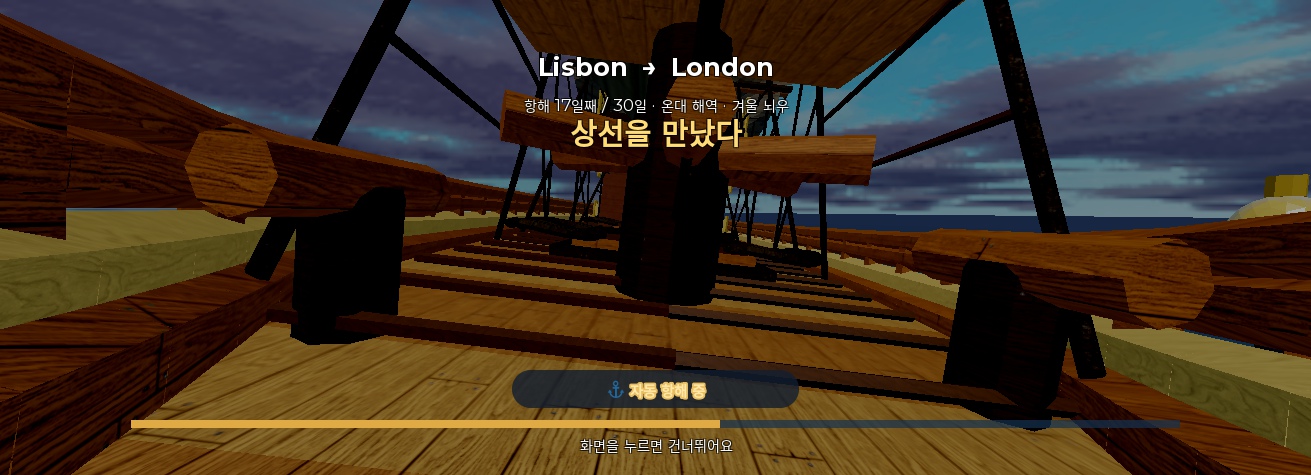 Lisbon → London
항해 17일째 / 30일 · 온대 해역 · 겨울 뇌우
상선을 만났다
⚓ 자동 항해 중
화면을 누르면 건너뛰어요